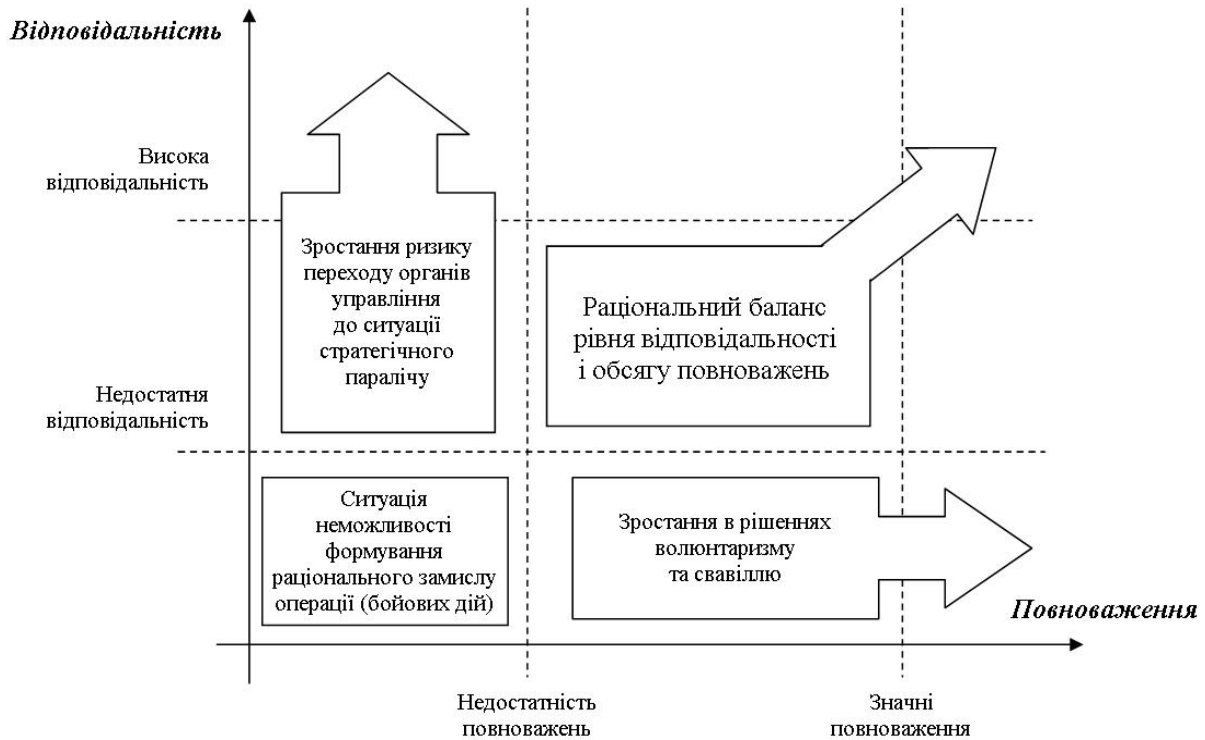 Відповідальність
Висока
відповідальність
Зростання ризику
переходу органів
управління
до ситуації
стратегічного
паралічу
Раціональний баланс
рівня відповідальності
і обсягу повноважень
Недостатня
відповідальність
Ситуація
неможливості
формування
раціонального замислу
операції (бойових дій)
Зростання в рішеннях
волюнтаризму
та свавіллю
Повноваження
Недостатність
повноважень
Значні
повноваження